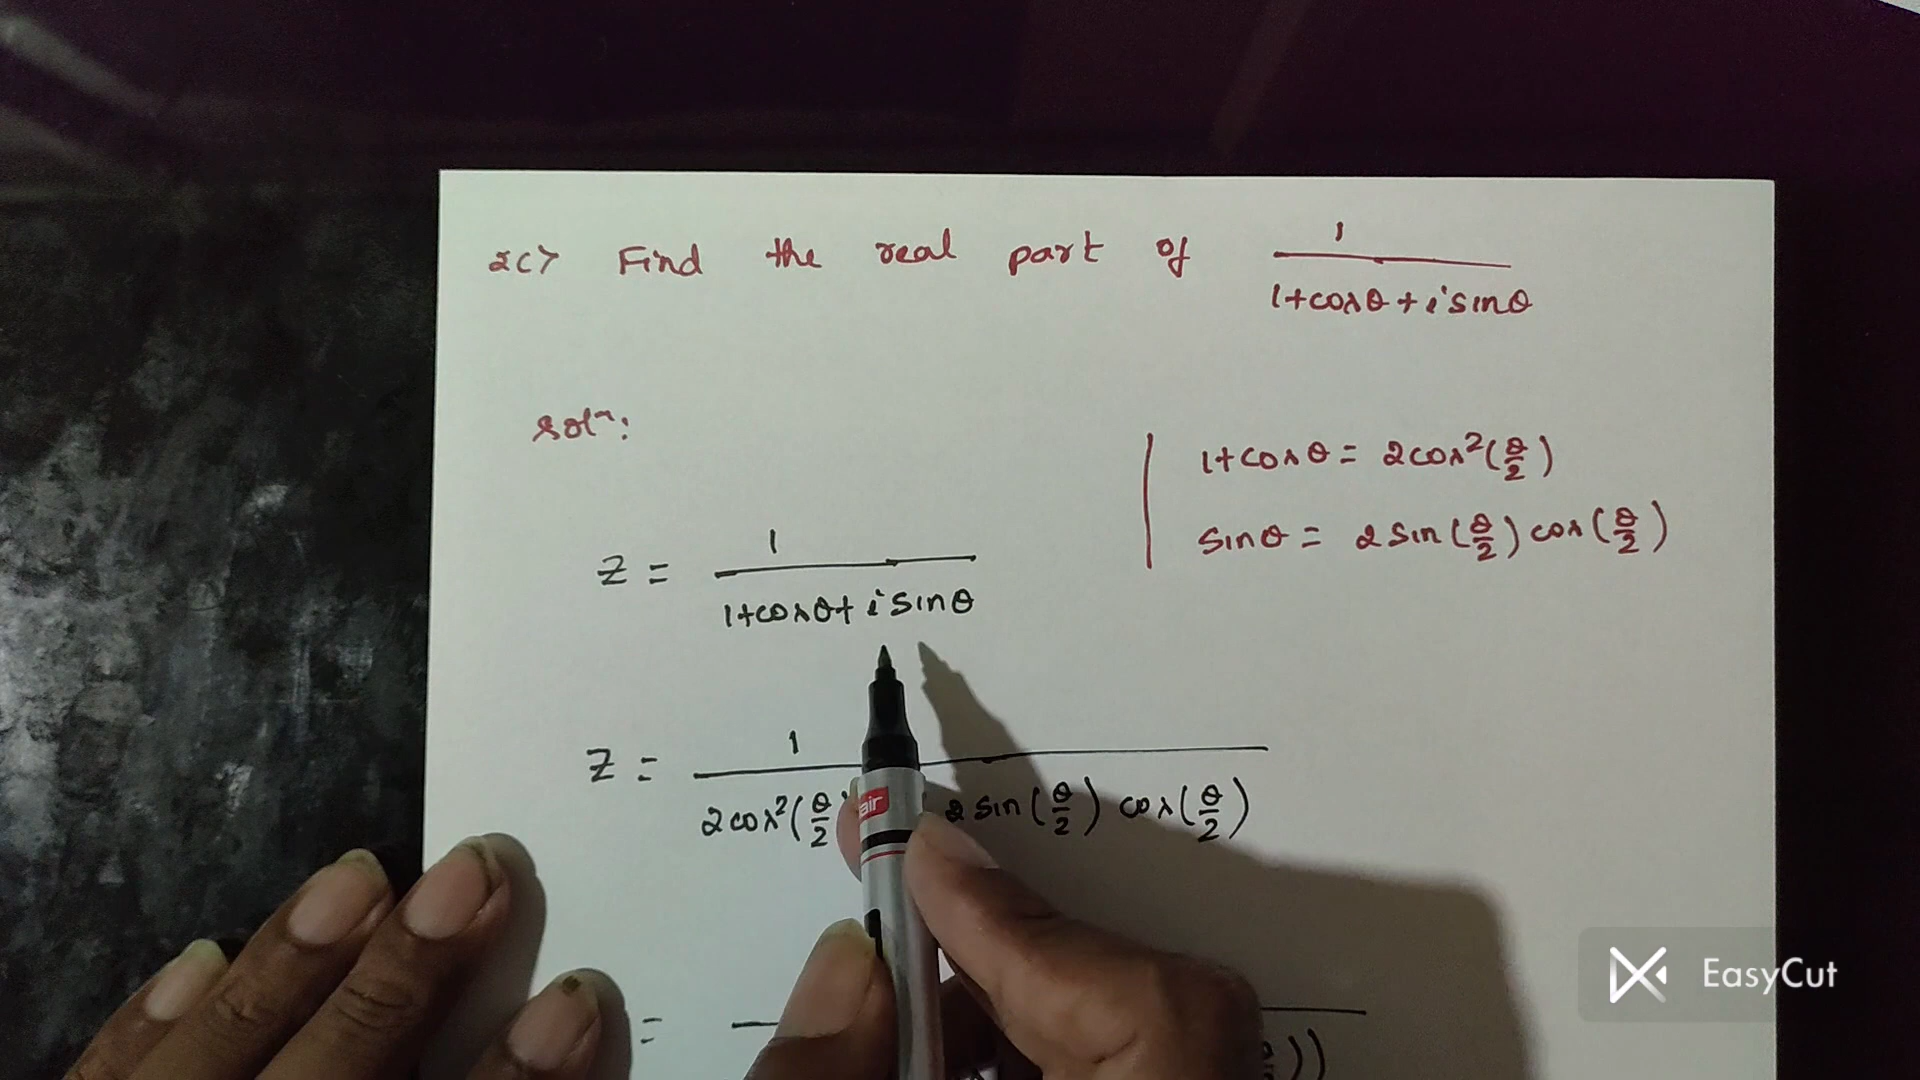 2c> Find the real part of 1
1+cosθ+isinθ
soln:
1+cosθ = 2cos²(θ/2)
sinθ = 2sin(θ/2)cos(θ/2)
Z = 1
1+cosθ+isinθ
Z = 1
2cos²(θ/2 2sin(θ/2) cos(θ/2)
=
))
air
EasyCut